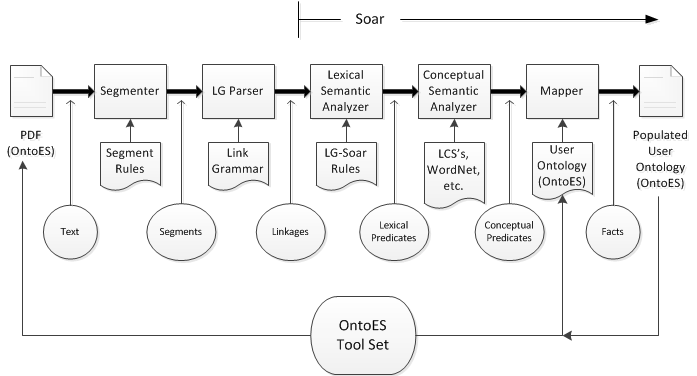 Soar
Segmenter
LG Parser
Lexical
Semantic
Analyzer
Conceptual
Semantic
Analyzer
Mapper
PDF
(OntoES)
Segment
Rules
Link
Grammar
LG-Soar
Rules
LCS's,
WordNet,
etc.
User
Ontology
(OntoES)
Populated
User
Ontology
(OntoES)
Text
Segments
Linkages
Lexical
Predicates
Conceptual
Predicates
Facts
OntoES
Tool Set